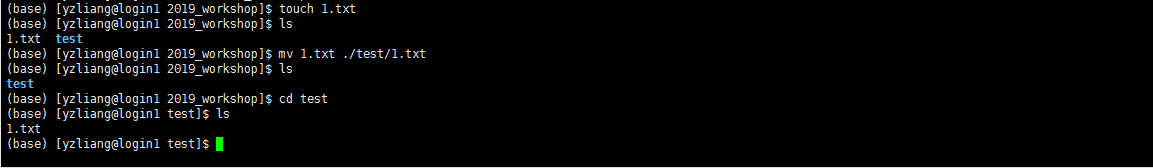 (base) [yzliang@login1 2019_workshop]$ touch 1.txt
(base) [yzliang@login1 2019_workshop]$ ls
1.txt  test
(base) [yzliang@login1 2019_workshop]$ mv 1.txt ./test/1.txt
(base) [yzliang@login1 2019_workshop]$ ls
test
(base) [yzliang@login1 2019_workshop]$ cd test
(base) [yzliang@login1 test]$ ls
1.txt
(base) [yzliang@login1 test]$